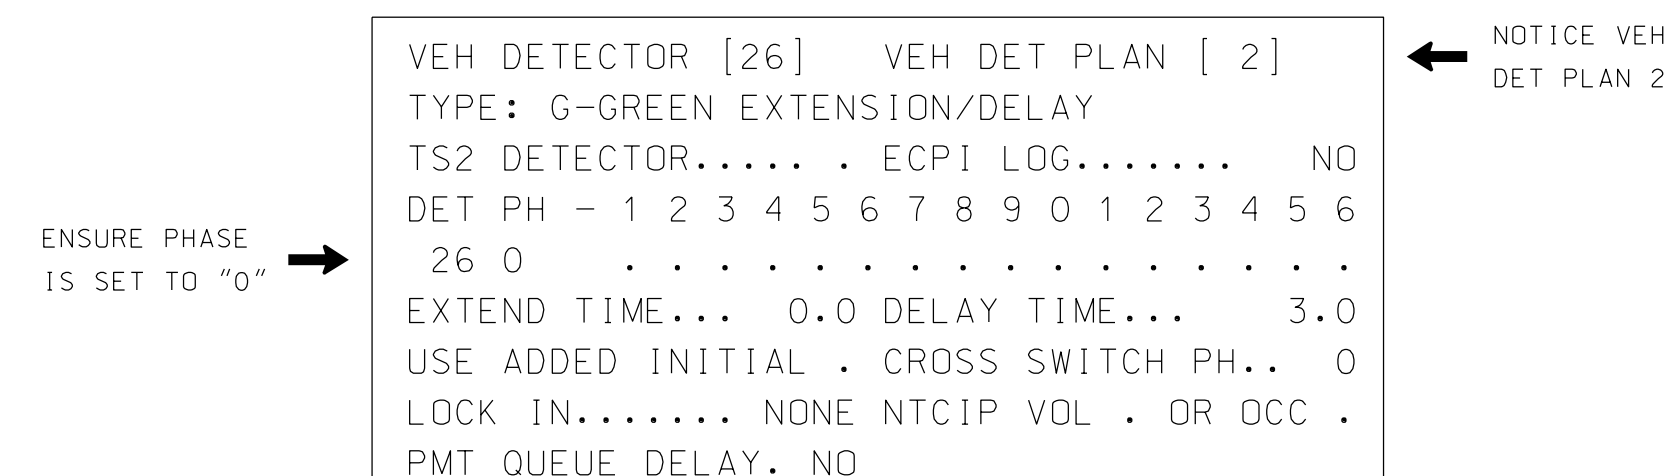 NOTICE VEH
DET PLAN 2
VEH DETECTOR [26] VEH DET PLAN [ 2]
TYPE: G-GREEN EXTENSION/DELAY
TS2 DETECTOR..... . ECPI LOG....... NO
DET PH - 1 2 3 4 5 6 7 8 9 0 1 2 3 4 5 6
ENSURE PHASE
IS SET TO "0"
26 0 . . . . . . . . . . . . . . . .
EXTEND TIME... 0.0 DELAY TIME... 3.0
USE ADDED INITIAL . CROSS SWITCH PH.. 0
LOCK IN....... NONE NTCIP VOL . OR OCC .
PMT QUEUE DELAY. NO